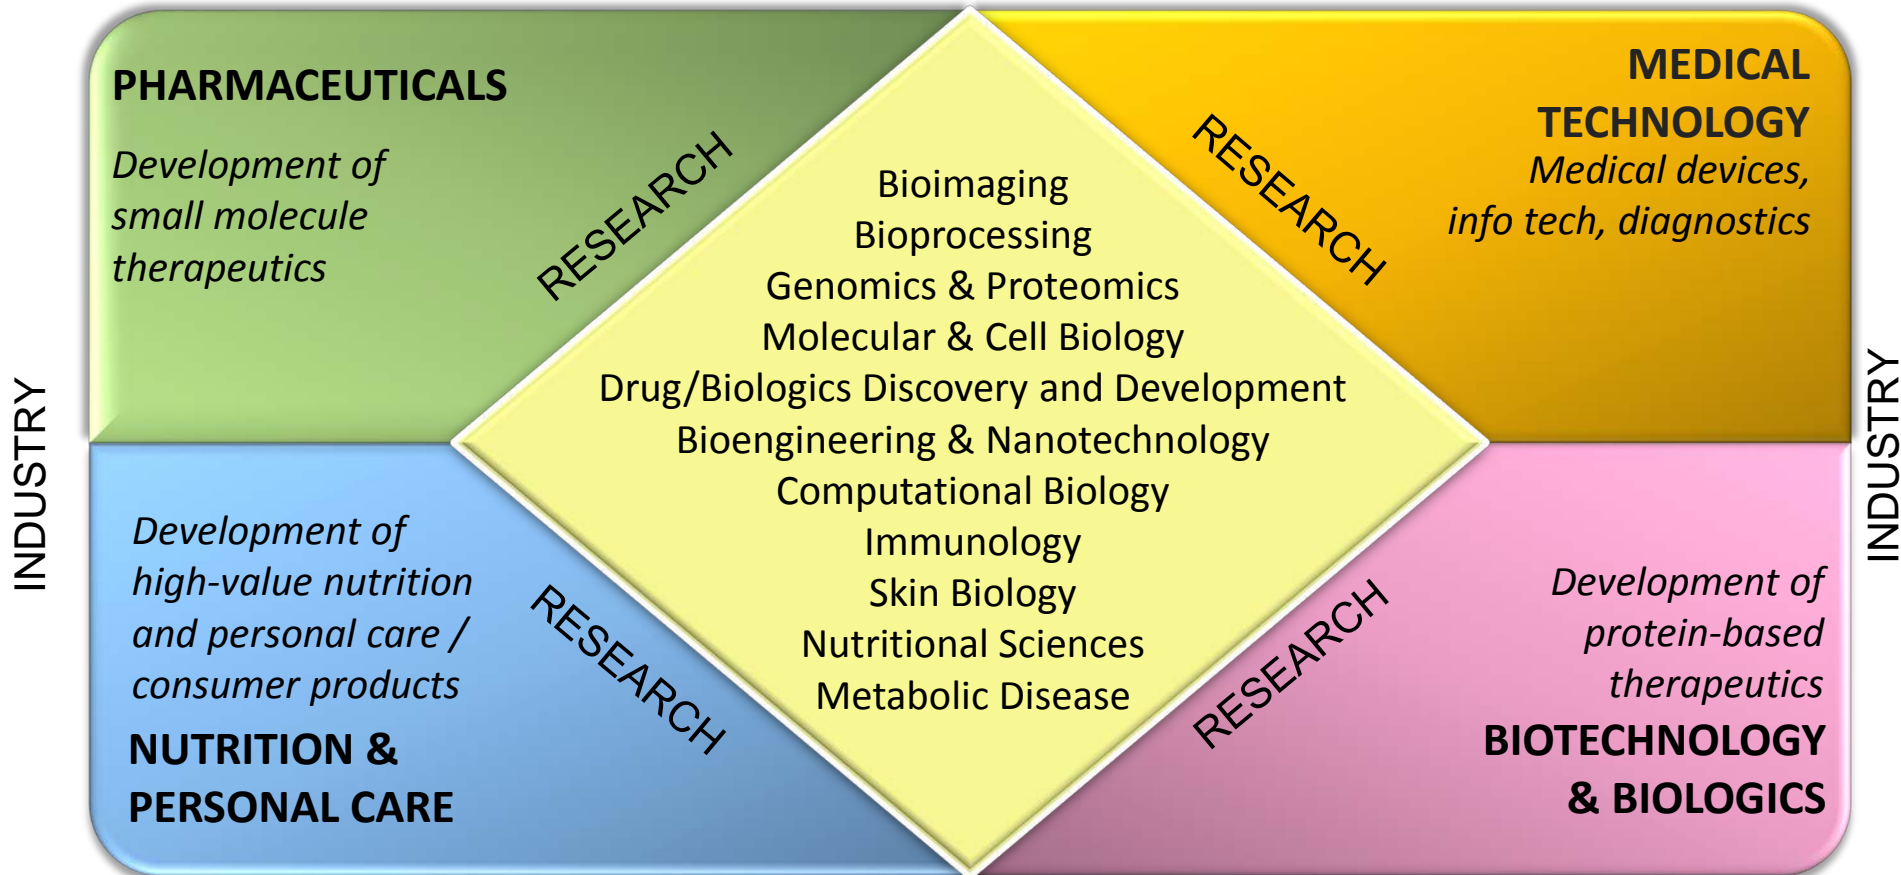 PHARMACEUTICALS
Development of
small molecule
therapeutics
RESEARCH
MEDICAL
TECHNOLOGY
Medical devices,
info tech, diagnostics
RESEARCH
Bioimaging
Bioprocessing
Genomics & Proteomics
Molecular & Cell Biology
Drug/Biologics Discovery and Development
Bioengineering & Nanotechnology
Computational Biology
Immunology
Skin Biology
Nutritional Sciences
Metabolic Disease
INDUSTRY
INDUSTRY
Development of
high-value nutrition
and personal care /
consumer products
NUTRITION &
PERSONAL CARE
RESEARCH
RESEARCH
Development of
protein-based
therapeutics
BIOTECHNOLOGY
& BIOLOGICS